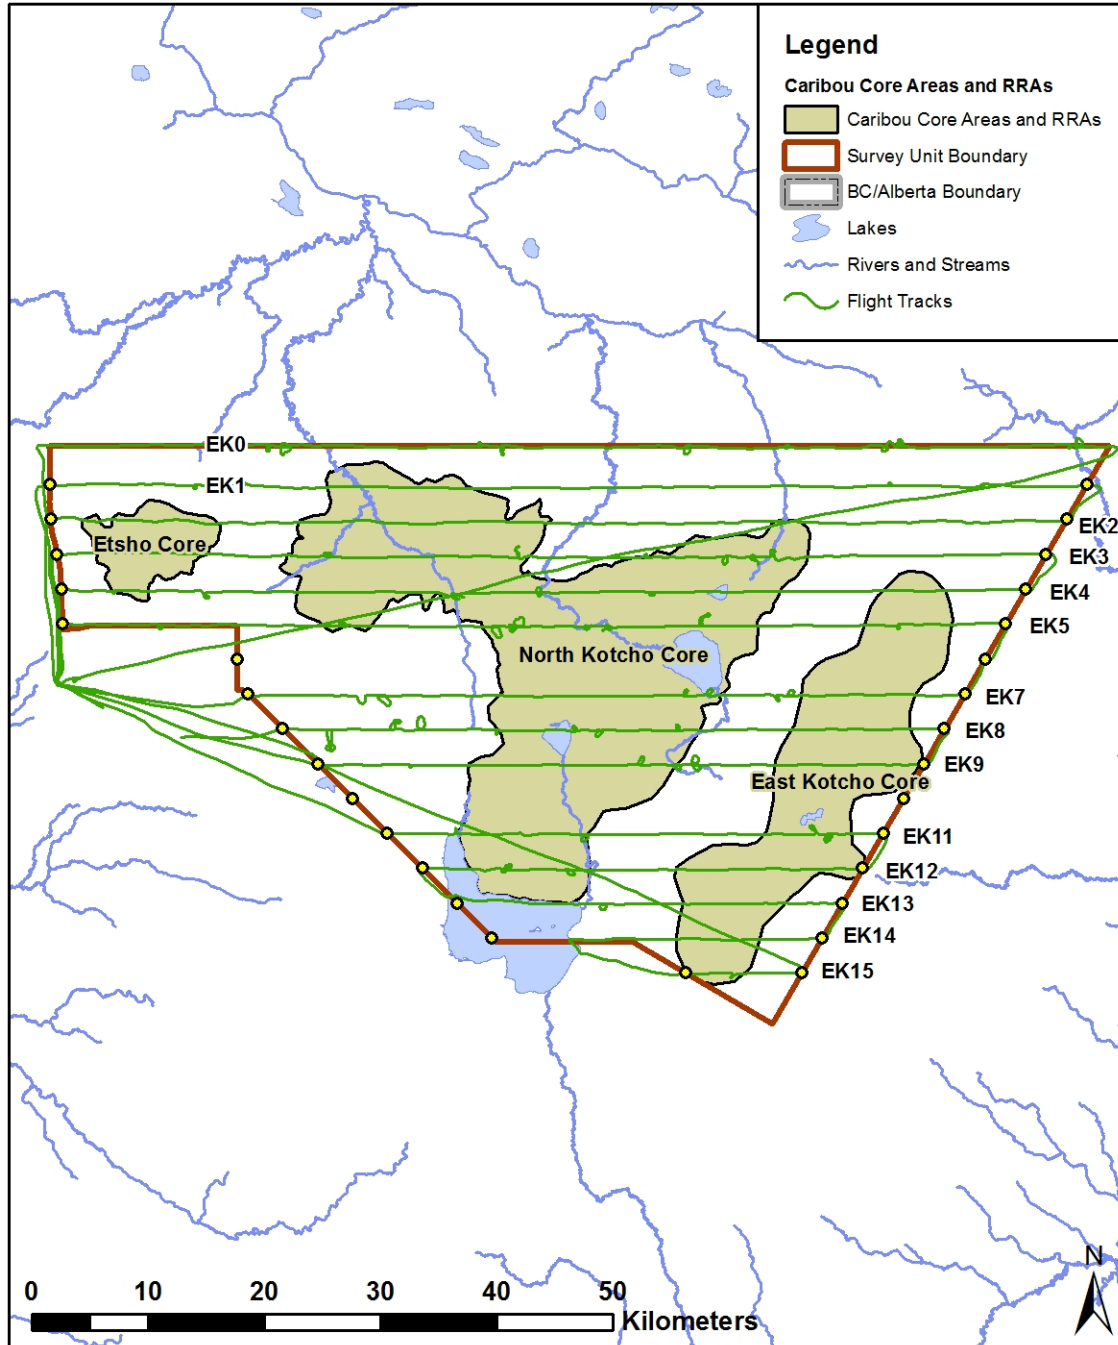 Legend
Caribou Core Areas and RRAs
Caribou Core Areas and RRAs
Survey Unit Boundary
BC/Alberta Boundary
Lakes
Rivers and Streams
Flight Tracks
EK0
EK1
EK2
Etsho Core
EK3
EK4
EK5
North Kotcho Core
EK7
EK8
EK9
East Kotcho Core
EK11
EK12
EK13
EK14
EK15
N
0 10 20 30 40 50
Kilometers